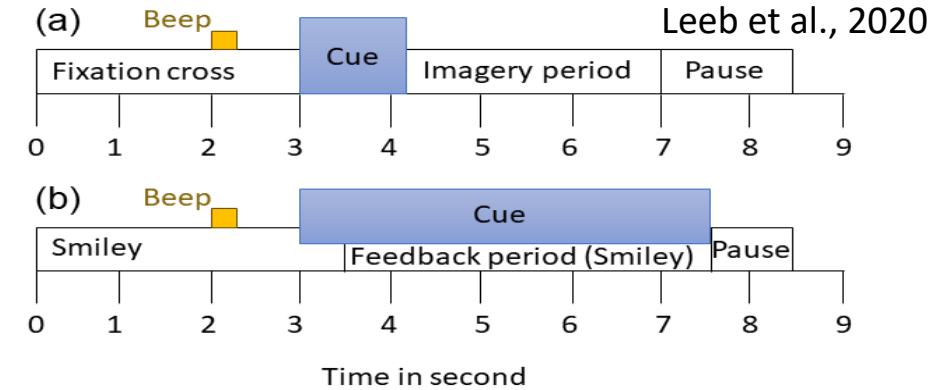 (a) Beep Leeb et al., 2020
Fixation cross Cue Imagery period Pause
0 1 2 3 4 5 6 7 8 9
(b) Beep
Cue
Smiley Feedback period (Smiley) Pause
0 1 2 3 4 5 6 7 8 9
Time in second